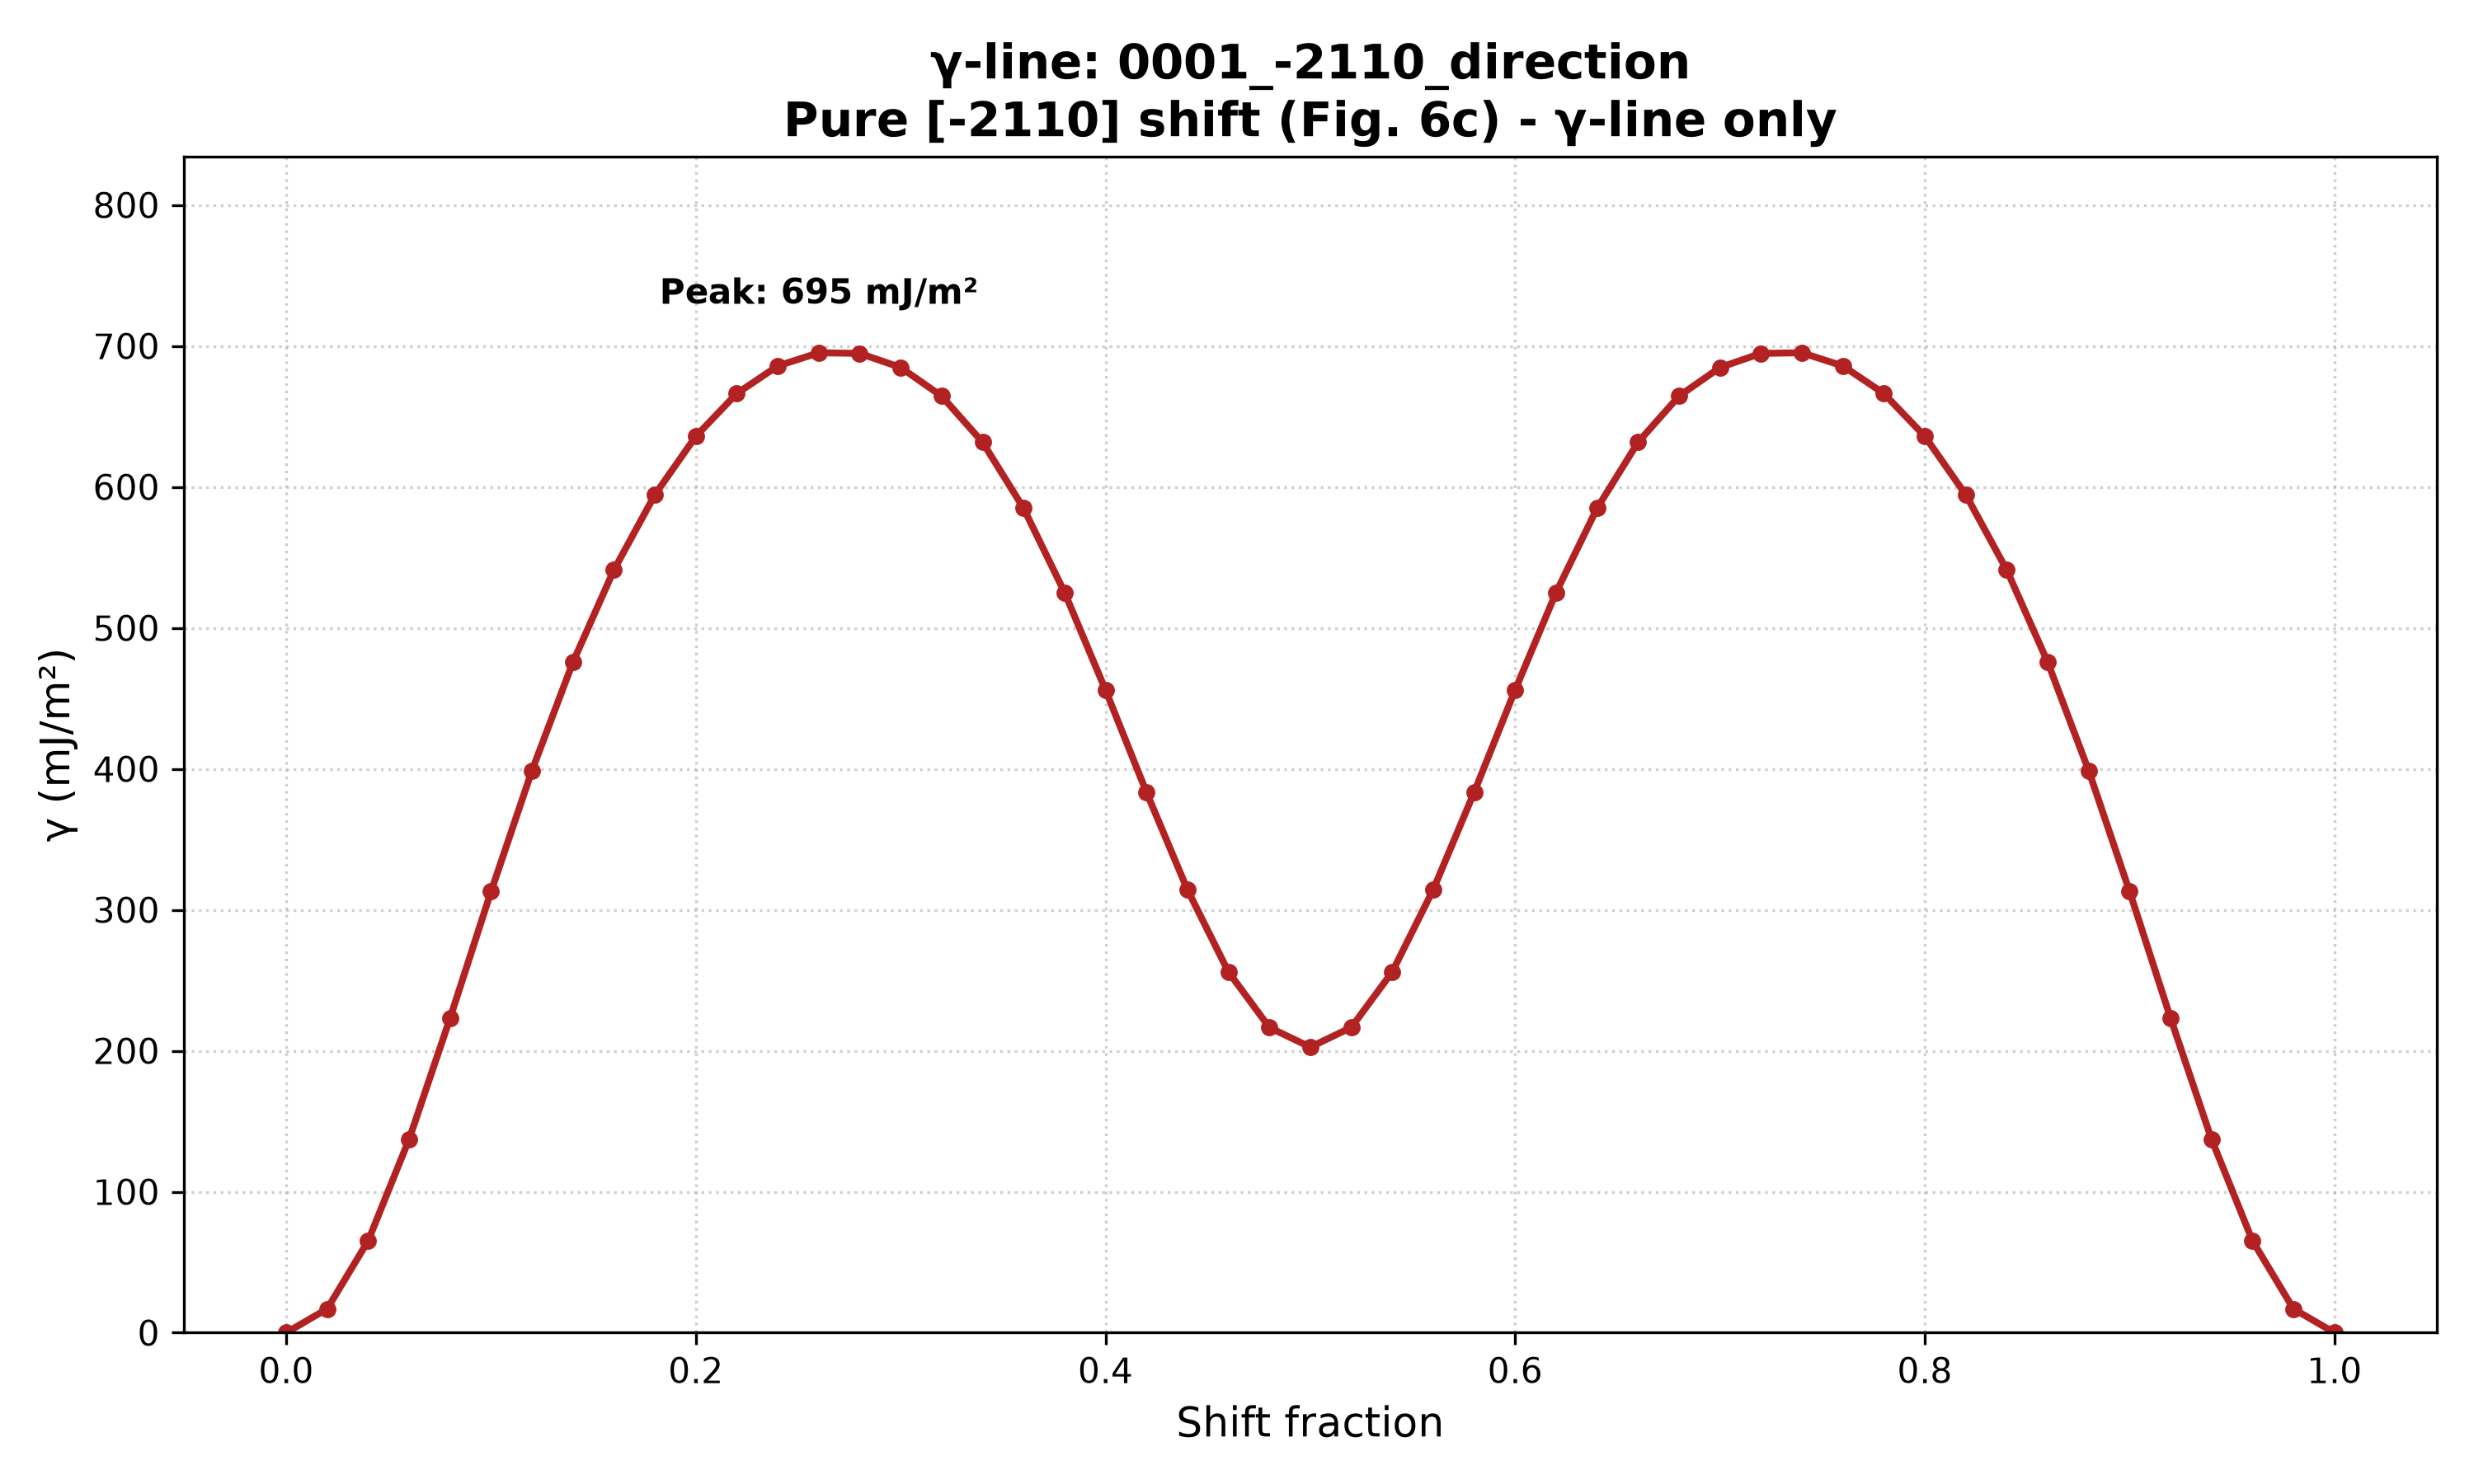 γ-line: 0001_-2110_direction
Pure [-2110] shift (Fig. 6c) - γ-line only
Peak: 695 mJ/m²
γ (mJ/m²)
800
700
600
500
400
300
200
100
0
0.0 0.2 0.4 0.6 0.8 1.0
Shift fraction